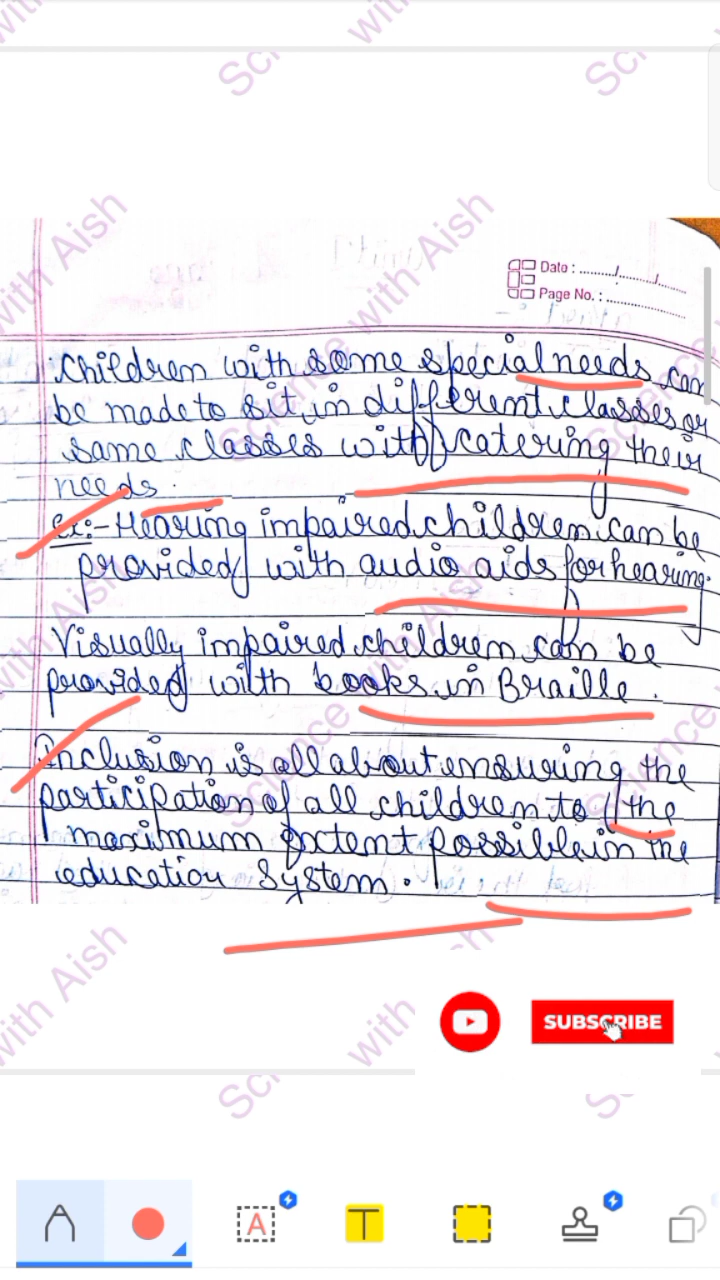 Date :
Page No. :
Children with some special needs can
be made to sit in different classes or
same classes with catering their
needs.
Ex:- Hearing impaired children can be
provided with audio aids for hearing.
Visually impaired children can be
provided with books in Braille.
Inclusion is all about ensuring the
participation of all children to the
maximum extent possible in the
education system.
Science with Aish
SUBSCRIBE
A
T